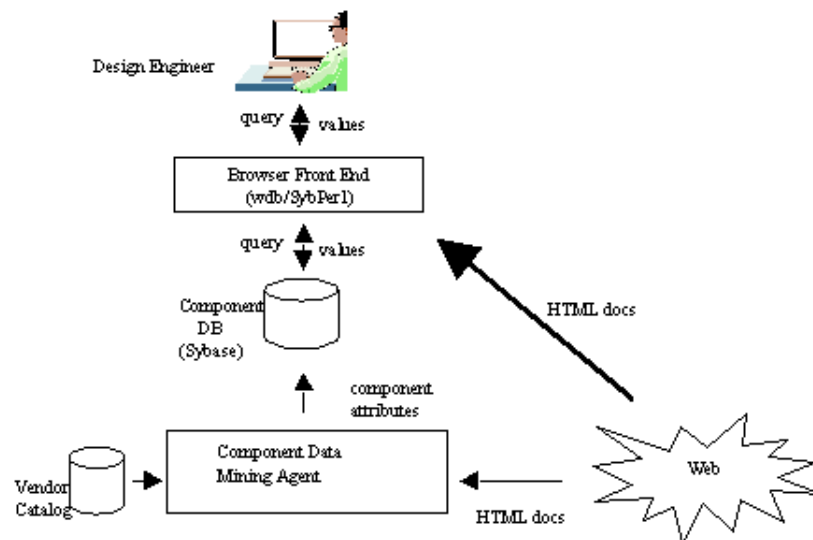 Design Engineer
query
values
Browser Front End
(wdb/SybPerl)
query
values
Component
DB
(Sybase)
HTML docs
component
attributes
Component Data
Mining Agent
Vendor
Catalog
Web
HTML docs